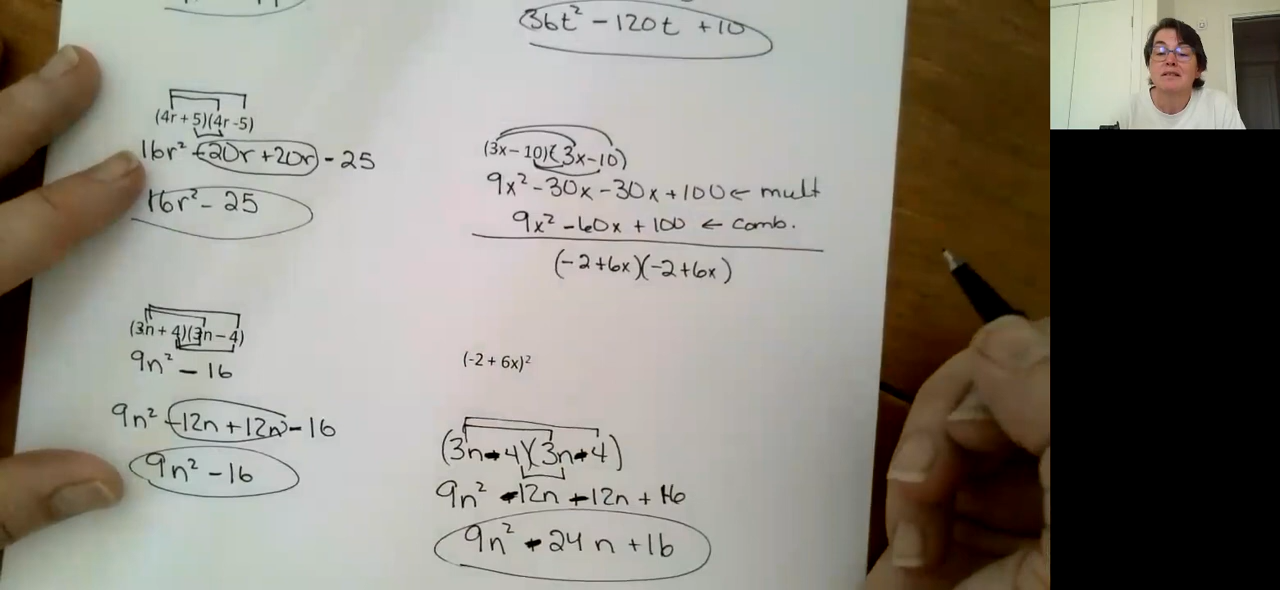 36t² - 120t + 10
(4r + 5)(4r - 5)
16r² - 20r + 20r - 25
16r² - 25
(3n + 4)(3n - 4)
9n² - 16
9n² - 12n + 12n - 16
9n² - 16
(3x - 10)(3x - 10)
9x² - 30x - 30x + 100 ← mult
9x² - 60x + 100 ← comb.
(-2 + 6x)(-2 + 6x)
(-2 + 6x)²
(3n - 4)(3n - 4)
9n² - 12n - 12n + 16
9n² - 24n + 16